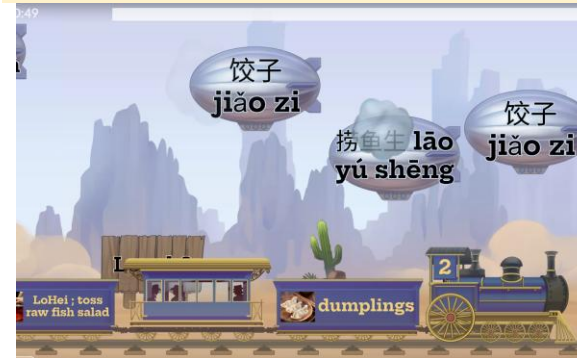 :49
饺子
jiǎo zi
捞鱼生 lāo
yú shēng
饺子
jiǎo zi
LoHei ; toss
raw fish salad
dumplings
2